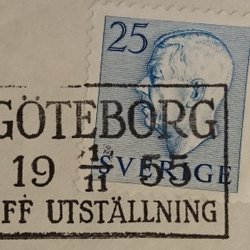 25
GÖTEBORG
19 1/11 55
SVERIGE
FF UTSTÄLLNING